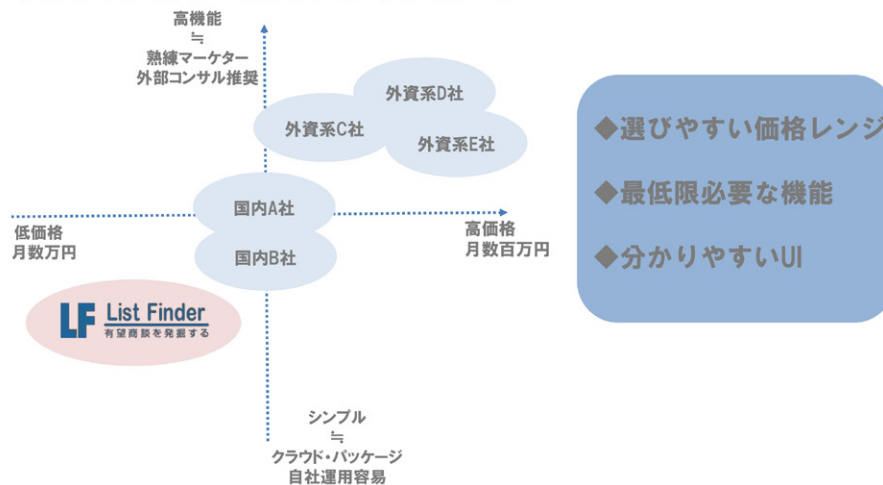 高機能
≒
熟練マーケター
外部コンサル推奨
外資系D社
外資系C社
外資系E社
国内A社
低価格
月数万円
高価格
月数百万円
国内B社
LF List Finder
有望商談を発掘する
シンプル
≒
クラウド・パッケージ
自社運用容易
◆選びやすい価格レンジ
◆最低限必要な機能
◆分かりやすいUI